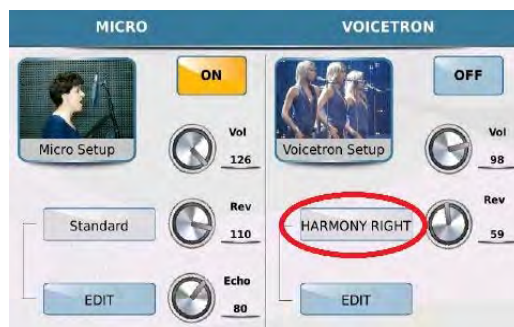 MICRO
VOICETRON
ON
OFF
Micro Setup
Vol
126
Voicetron Setup
Vol
98
Standard
Rev
110
HARMONY RIGHT
Rev
59
EDIT
Echo
80
EDIT